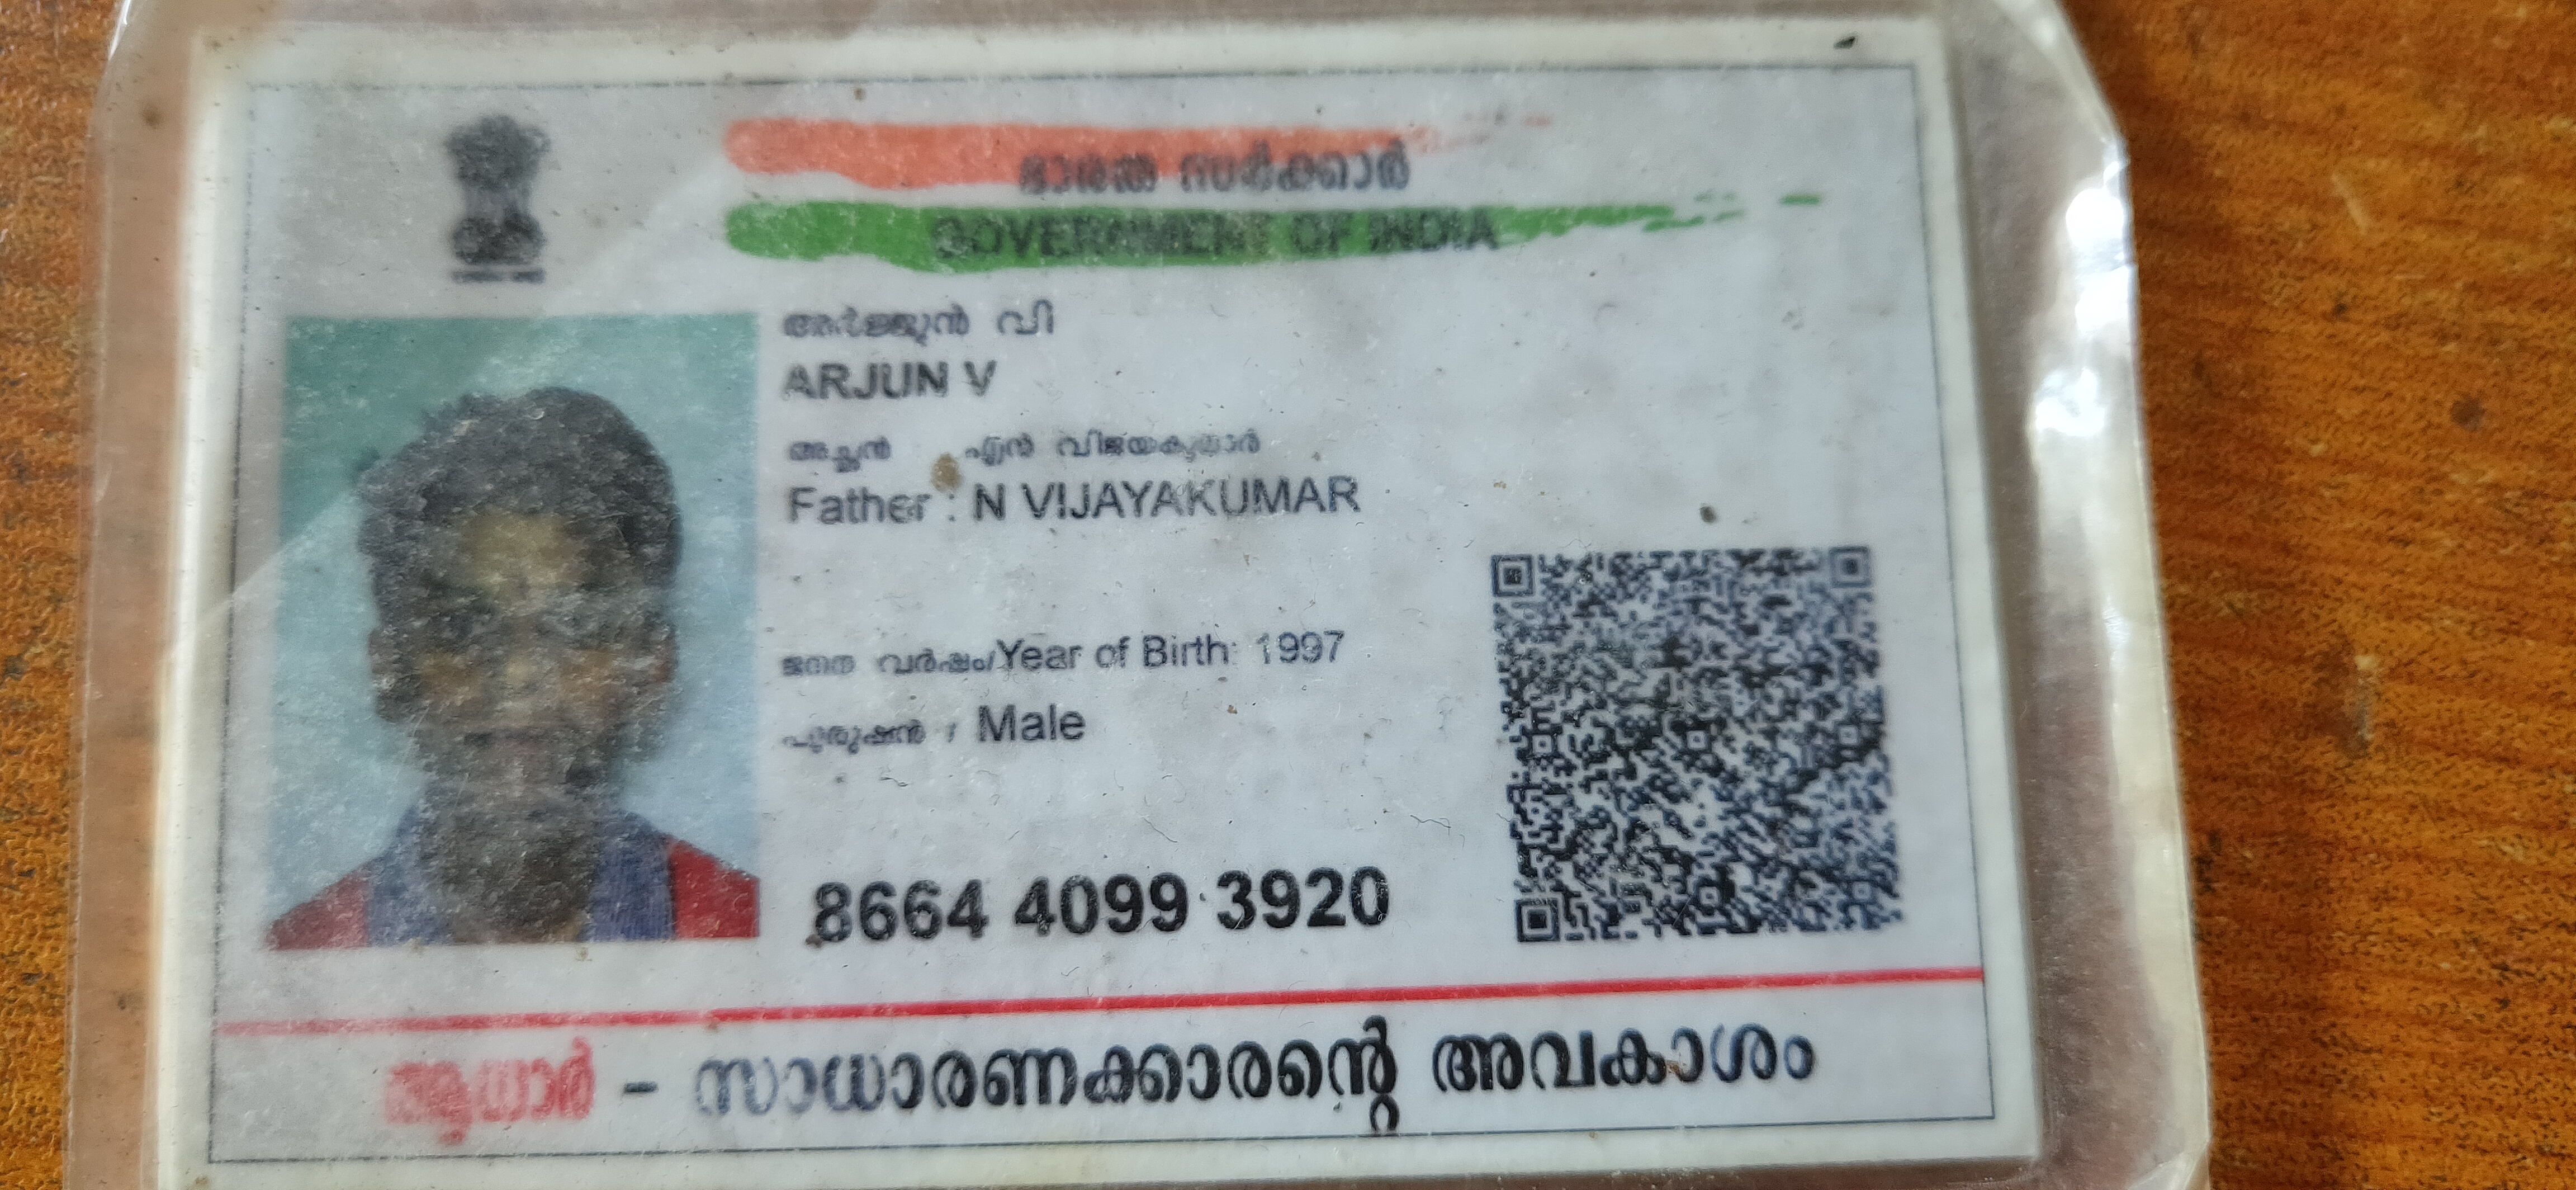 ഭാരത സർക്കാർ
GOVERNMENT OF INDIA
അർജ്ജുൻ വി
ARJUN V
അച്ഛൻ എൻ വിജയകുമാർ
Father : N VIJAYAKUMAR
ജനന വർഷം/Year of Birth: 1997
പുരുഷൻ / Male
8664 4099 3920
ആധാർ - സാധാരണക്കാരന്റെ അവകാശം